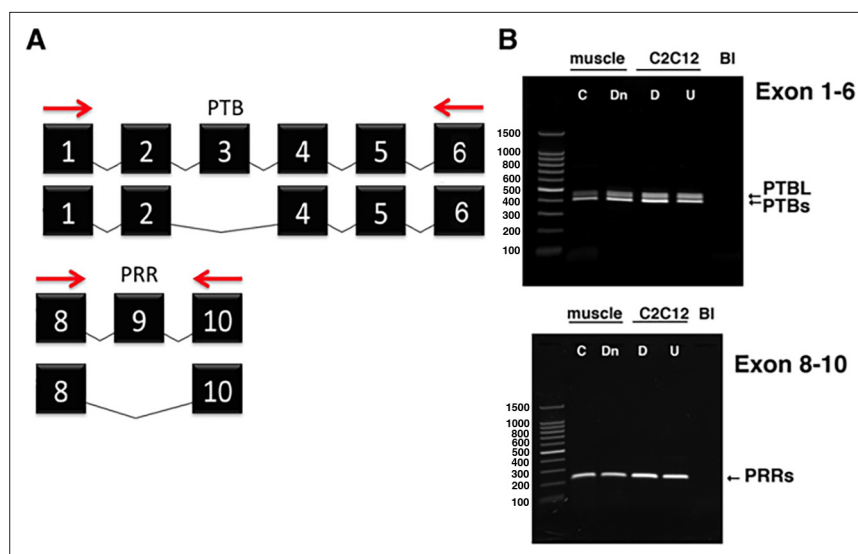 A
PTB
1 2 3 4 5 6
1 2 4 5 6
PRR
8 9 10
8 10
B
muscle C2C12 Bl
C Dn D U
Exon 1-6
1500
1000
800
600
500
400
300
200
100
←PTBL
←PTBs
muscle C2C12 Bl
C Dn D U
Exon 8-10
1500
1000
800
600
500
400
300
200
100
← PRRs